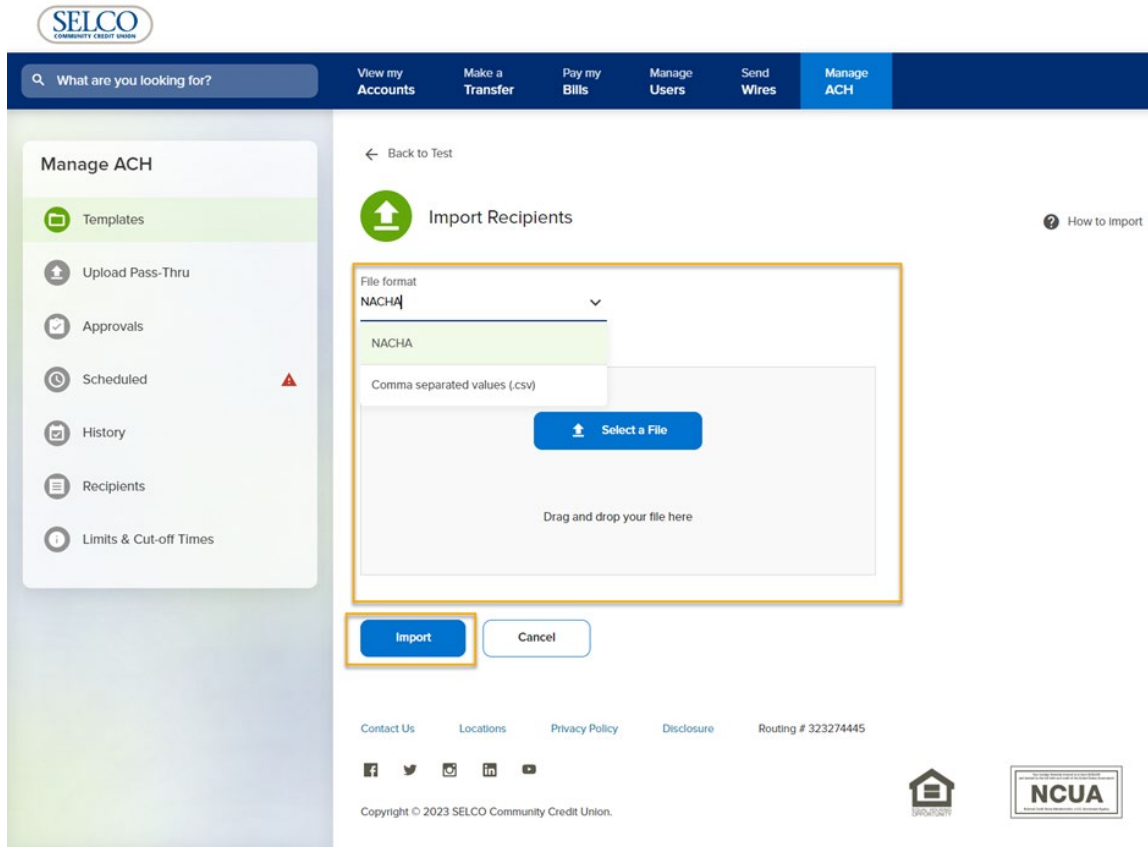 SELCO
COMMUNITY CREDIT UNION
What are you looking for?
View my
Accounts
Make a
Transfer
Pay my
Bills
Manage
Users
Send
Wires
Manage
ACH
Manage ACH
Templates
Upload Pass-Thru
Approvals
Scheduled
History
Recipients
Limits & Cut-off Times
Back to Test
Import Recipients
How to import
File format
NACHA
NACHA
Comma separated values (.csv)
Select a File
Drag and drop your file here
Import
Cancel
Contact Us Locations Privacy Policy Disclosure Routing # 323274445
Copyright © 2023 SELCO Community Credit Union.
EQUAL HOUSING
OPPORTUNITY
NCUA